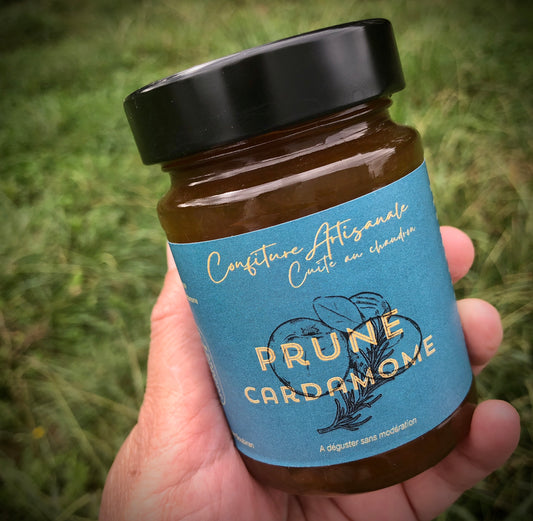 Confiture Artisanale
Cuite au chaudron
PRUNE
CARDAMOME
A déguster sans modération